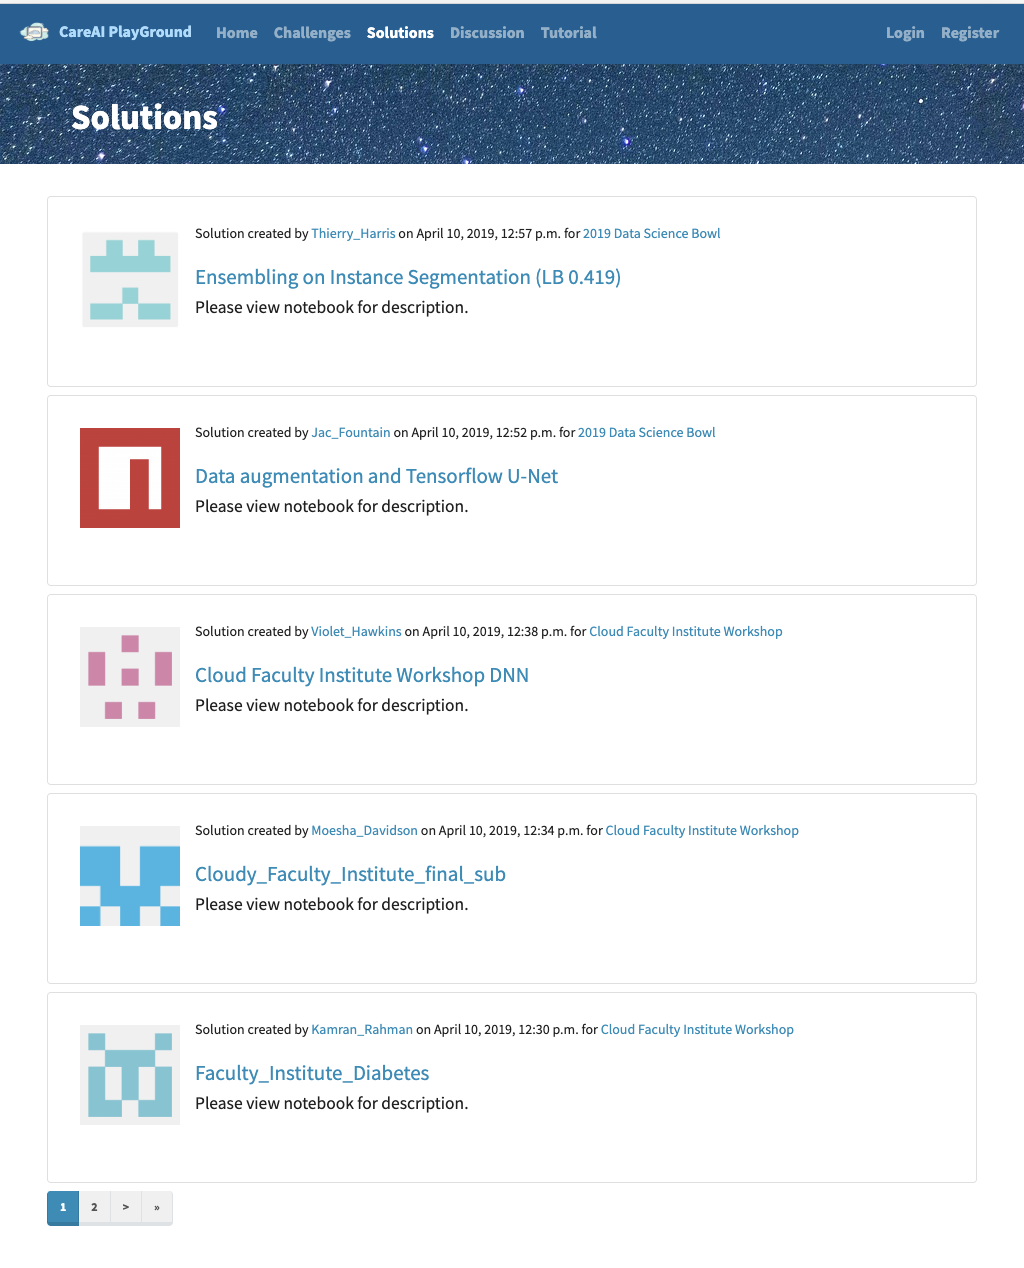 CareAI PlayGround Home Challenges Solutions Discussion Tutorial Login Register
Solutions
Solution created by Thierry_Harris on April 10, 2019, 12:57 p.m. for 2019 Data Science Bowl
Ensembling on Instance Segmentation (LB 0.419)
Please view notebook for description.
Solution created by Jac_Fountain on April 10, 2019, 12:52 p.m. for 2019 Data Science Bowl
Data augmentation and Tensorflow U-Net
Please view notebook for description.
Solution created by Violet_Hawkins on April 10, 2019, 12:38 p.m. for Cloud Faculty Institute Workshop
Cloud Faculty Institute Workshop DNN
Please view notebook for description.
Solution created by Moesha_Davidson on April 10, 2019, 12:34 p.m. for Cloud Faculty Institute Workshop
Cloudy_Faculty_Institute_final_sub
Please view notebook for description.
Solution created by Kamran_Rahman on April 10, 2019, 12:30 p.m. for Cloud Faculty Institute Workshop
Faculty_Institute_Diabetes
Please view notebook for description.
1 2 > »